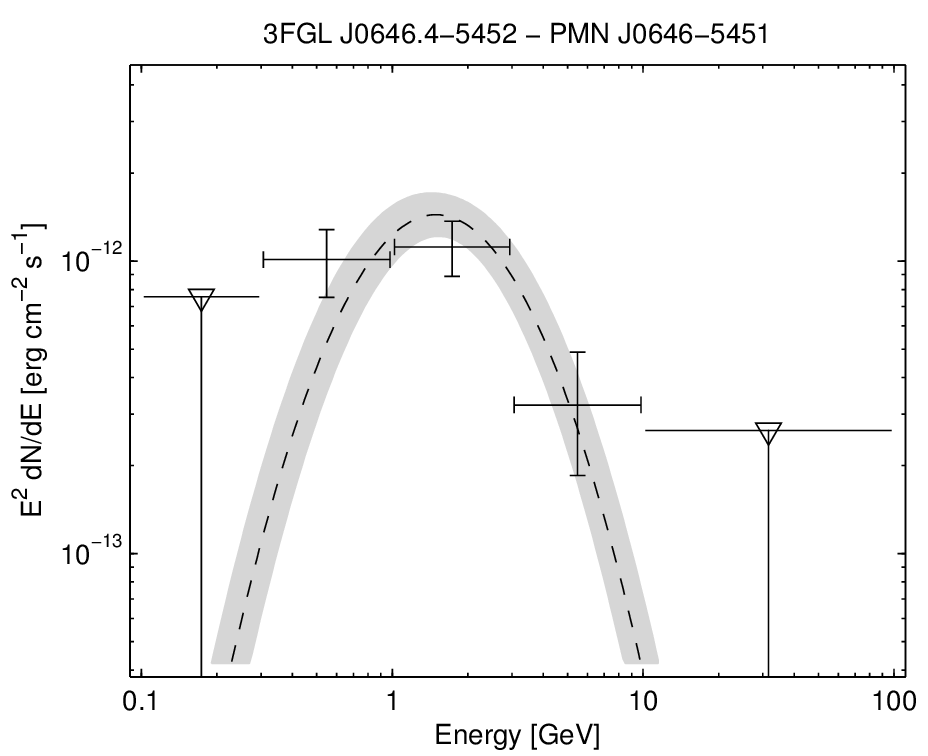 3FGL J0646.4−5452 − PMN J0646−5451
E² dN/dE [erg cm⁻² s⁻¹]
10⁻¹²
10⁻¹³
0.1 1 10 100
Energy [GeV]